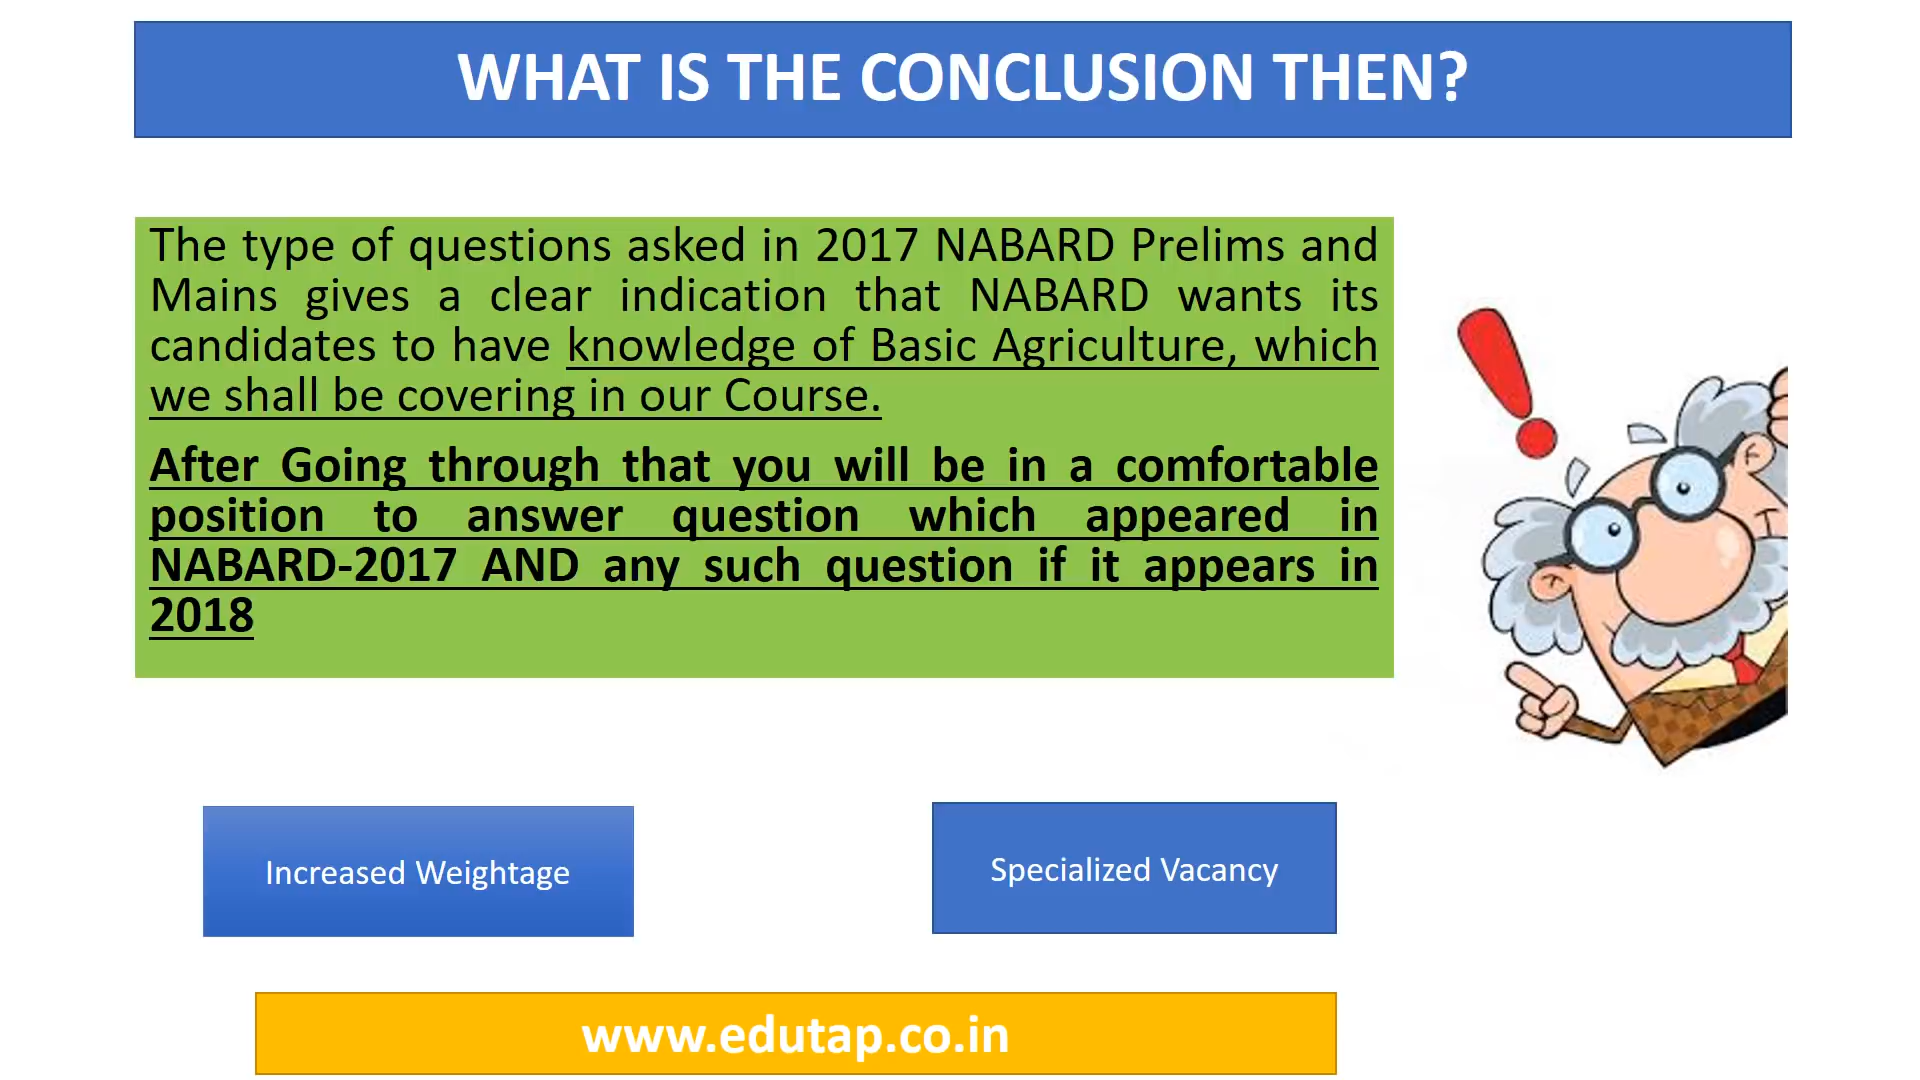 WHAT IS THE CONCLUSION THEN?
The type of questions asked in 2017 NABARD Prelims and
Mains gives a clear indication that NABARD wants its
candidates to have knowledge of Basic Agriculture, which
we shall be covering in our Course.
After Going through that you will be in a comfortable
position to answer question which appeared in
NABARD-2017 AND any such question if it appears in
2018
Increased Weightage
Specialized Vacancy
www.edutap.co.in